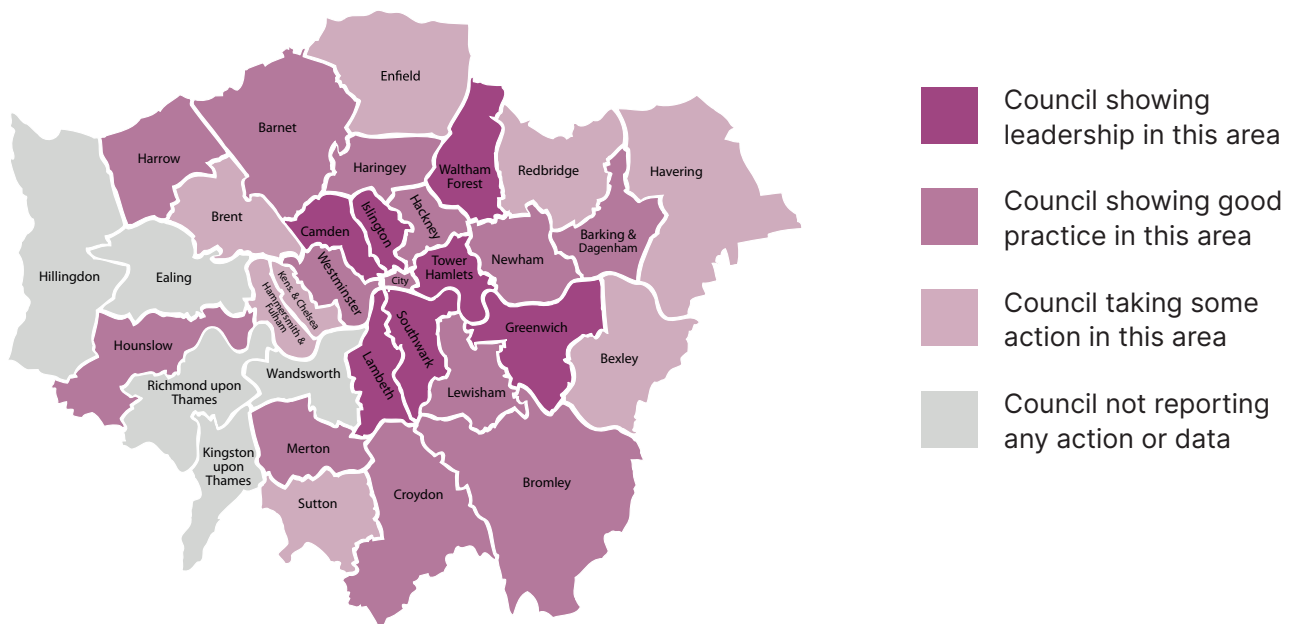 Enfield
Barnet
Harrow
Haringey
Waltham
Forest
Redbridge
Havering
Brent
Camden
Islington
Hackney
Barking &
Dagenham
Hillingdon
Ealing
Kens. & Chelsea
Hammersmith &
Fulham
Westminster
City
Tower
Hamlets
Newham
Hounslow
Richmond upon
Thames
Wandsworth
Lambeth
Southwark
Lewisham
Greenwich
Bexley
Kingston
upon
Thames
Merton
Sutton
Croydon
Bromley
Council showing
leadership in this area
Council showing good
practice in this area
Council taking some
action in this area
Council not reporting
any action or data